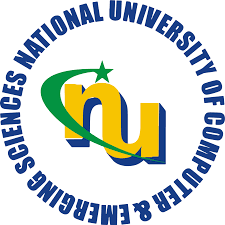 NATIONAL UNIVERSITY OF COMPUTER & EMERGING SCIENCES
nu